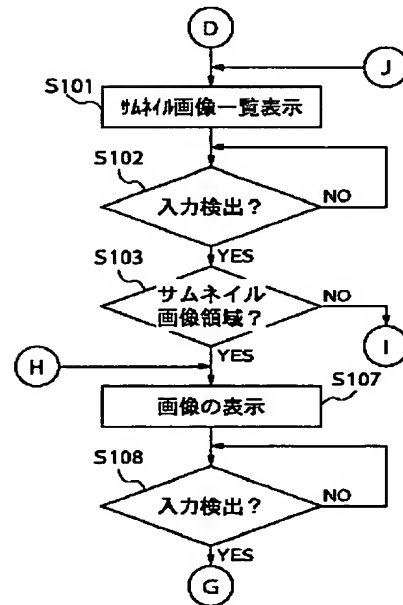 D
J
S101
サムネイル画像一覧表示
S102
入力検出?
NO
YES
S103
サムネイル
画像領域?
NO
YES
I
H
画像の表示
S107
S108
入力検出?
NO
YES
G